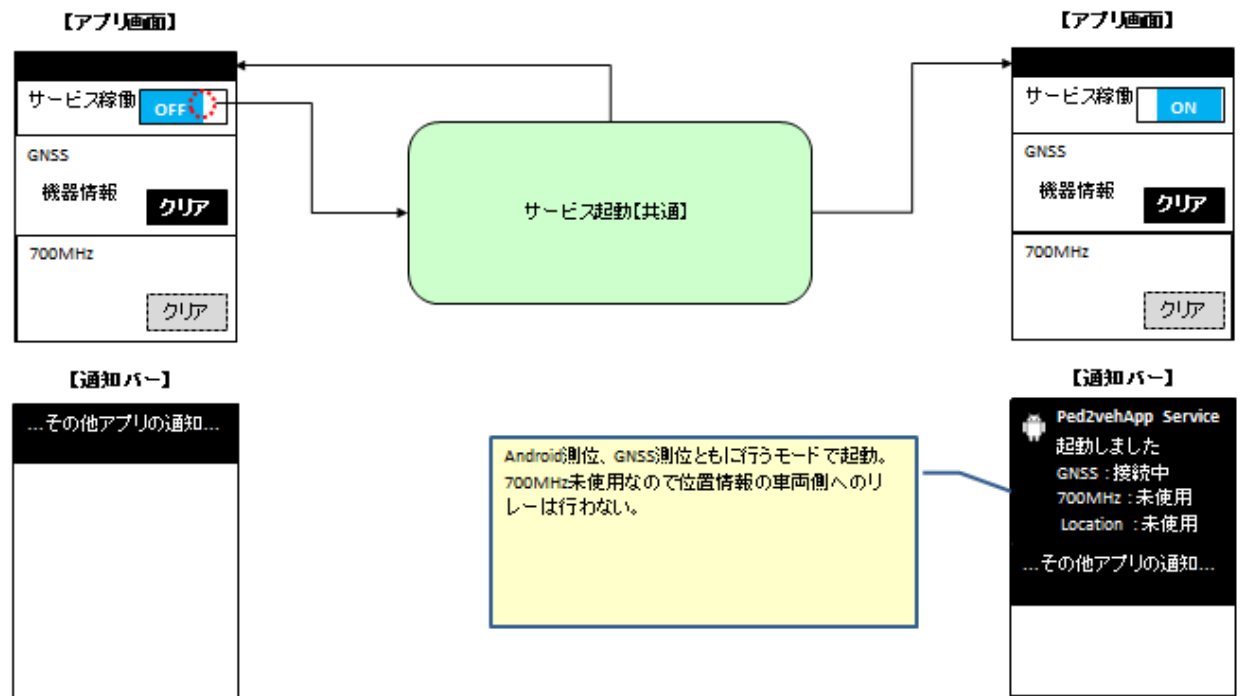 【アプリ画面】
サービス稼働
OFF
GNSS
機器情報
クリア
700MHz
クリア
【通知バー】
...その他アプリの通知...
サービス起動【共通】
Android測位、GNSS測位ともに行うモードで起動。
700MHz未使用なので位置情報の車両側へのリ
レーは行わない。
【アプリ画面】
サービス稼働
ON
GNSS
機器情報
クリア
700MHz
クリア
【通知バー】
Ped2vehApp Service
起動しました
GNSS：接続中
700MHz：未使用
Location ：未使用
...その他アプリの通知...